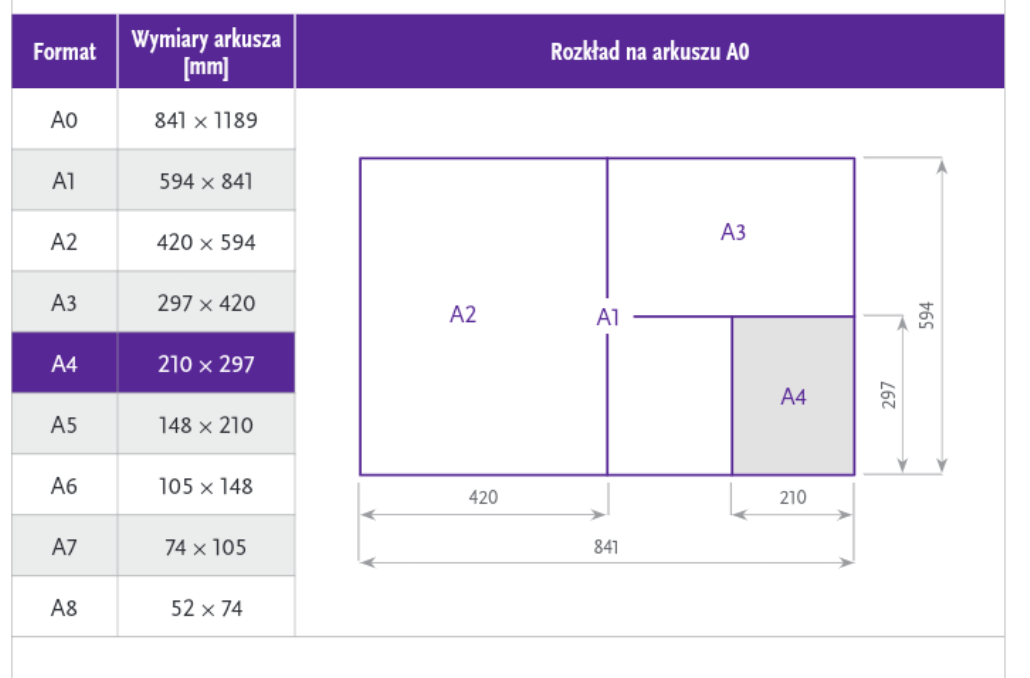 Format
Wymiary arkusza
[mm]
Rozkład na arkuszu A0
A0 841 × 1189
A1 594 × 841
A2 420 × 594
A3 297 × 420
A4 210 × 297
A5 148 × 210
A6 105 × 148
A7 74 × 105
A8 52 × 74
A3
A2
A1
A4
594
297
420
210
841